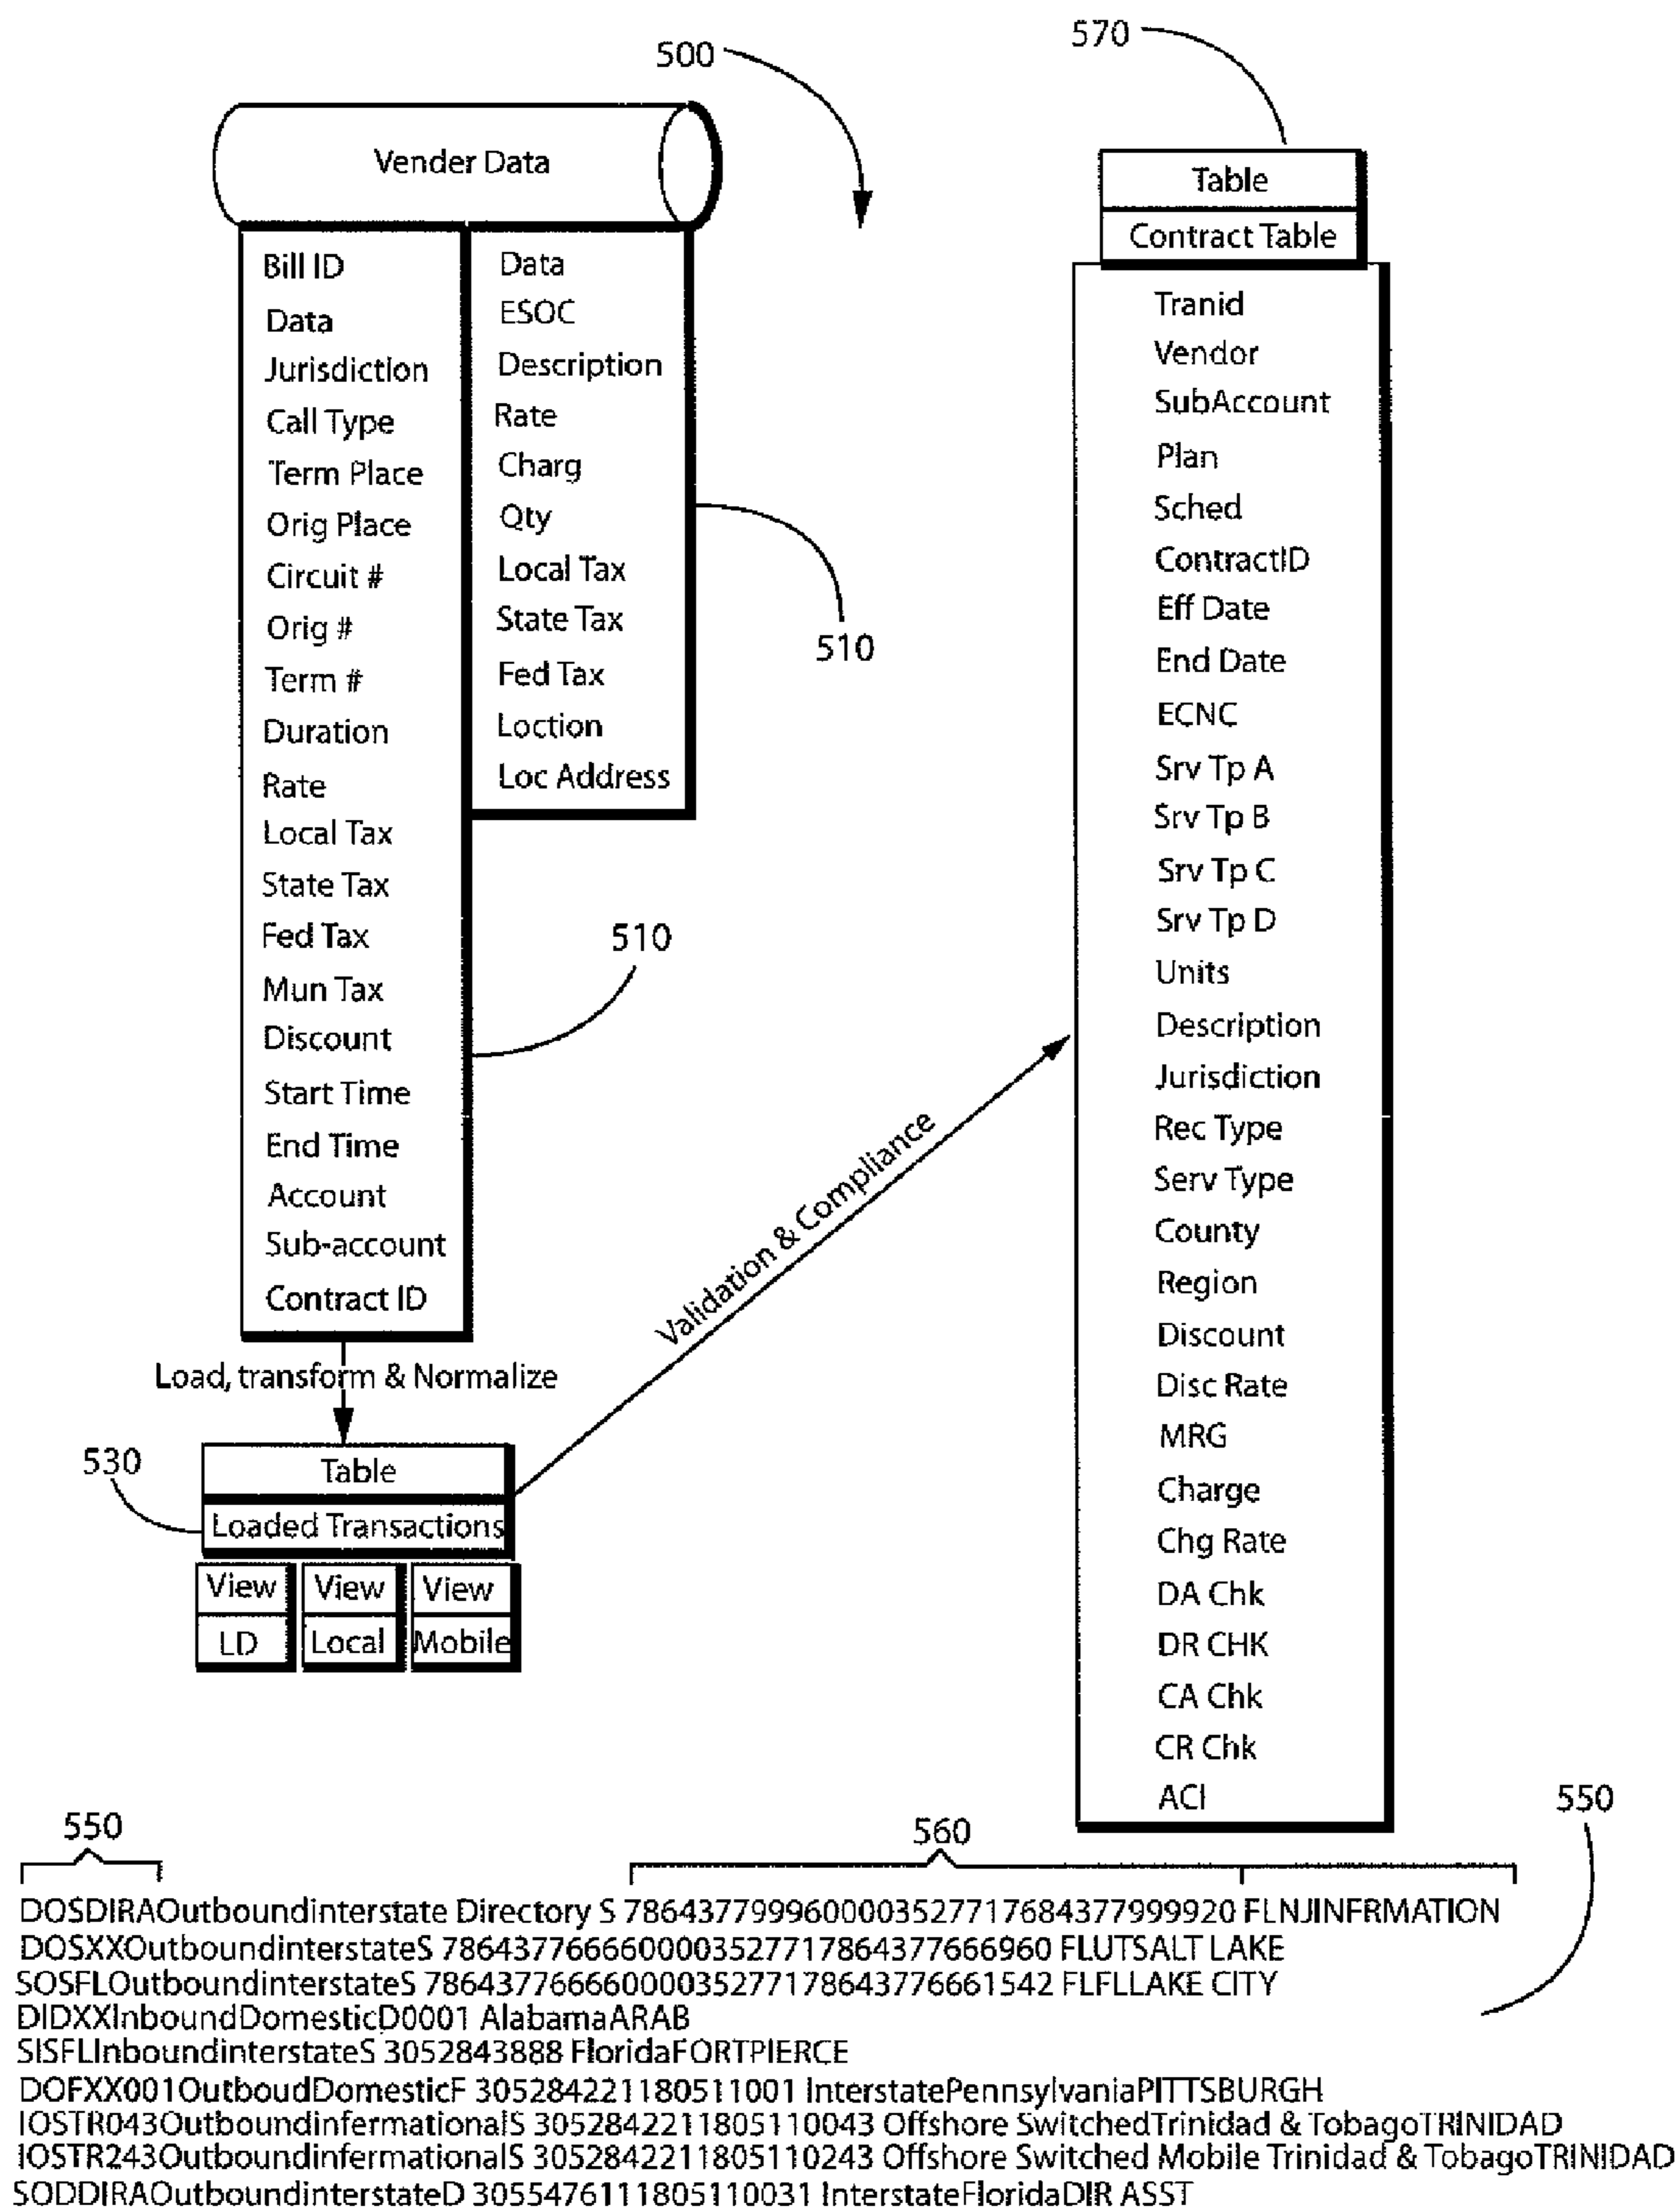 500
570
Vender Data
Bill ID
Data
Jurisdiction
Call Type
Term Place
Orig Place
Circuit #
Orig #
Term #
Duration
Rate
Local Tax
State Tax
Fed Tax
Mun Tax
Discount
Start Time
End Time
Account
Sub-account
Contract ID
Data
ESOC
Description
Rate
Charg
Qty
Local Tax
State Tax
Fed Tax
Loction
Loc Address
510
510
Load, transform & Normalize
530
Table
Loaded Transactions
View
LD
View
Local
View
Mobile
Validation & Compliance
Table
Contract Table
Tranid
Vendor
SubAccount
Plan
Sched
ContractID
Eff Date
End Date
ECNC
Srv Tp A
Srv Tp B
Srv Tp C
Srv Tp D
Units
Description
Jurisdiction
Rec Type
Serv Type
County
Region
Discount
Disc Rate
MRG
Charge
Chg Rate
DA Chk
DR CHK
CA Chk
CR Chk
ACI
550
560
550
DOSDIRAOutboundinterstate Directory S 7864377999600003527717684377999920 FLNJINFRMATION
DOSXXOutboundinterstateS 7864377666600003527717864377666960 FLUTSALT LAKE
SOSFLOutboundinterstateS 78643776666000035277178643776661542 FLFLLAKE CITY
DIDXXInboundDomesticD0001 AlabamaARAB
SISFLInboundinterstateS 3052843888 FloridaFORTPIERCE
DOFXX001OutboudDomesticF 305284221180511001 InterstatePennsylvaniaPITTSBURGH
IOSTR043OutboundinfermationalS 3052842211805110043 Offshore SwitchedTrinidad & TobagoTRINIDAD
IOSTR243OutboundinfermationalS 3052842211805110243 Offshore Switched Mobile Trinidad & TobagoTRINIDAD
SODDIRAOutboundinterstateD 3055476111805110031 InterstateFloridaDIR ASST